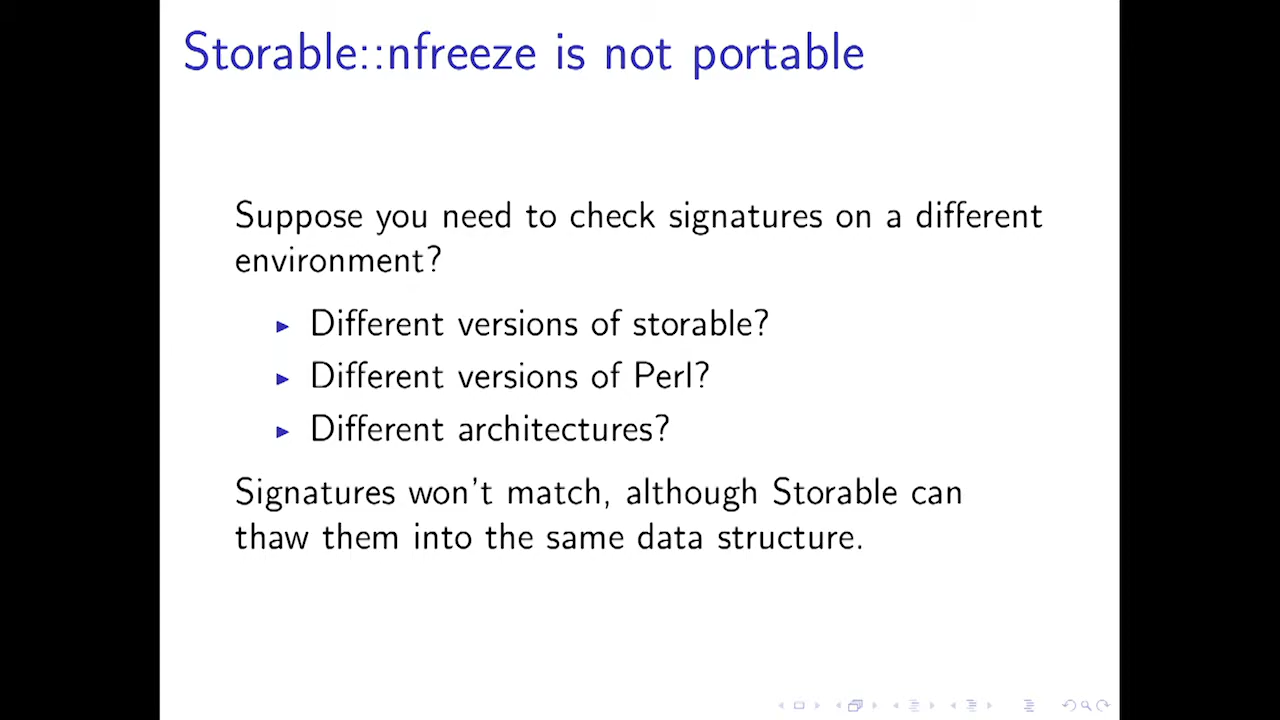 Storable::nfreeze is not portable
Suppose you need to check signatures on a different
environment?
Different versions of storable?
Different versions of Perl?
Different architectures?
Signatures won't match, although Storable can
thaw them into the same data structure.